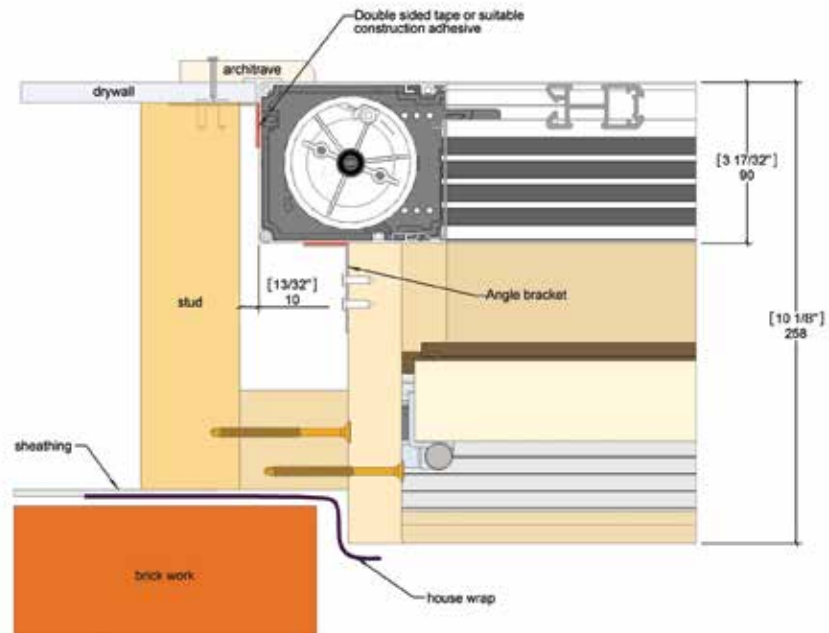 Double sided tape or suitable
construction adhesive
architrave
drywall
[3 17/32"]
90
[13/32"]
10
stud
Angle bracket
[10 1/8"]
258
sheathing
brick work
house wrap